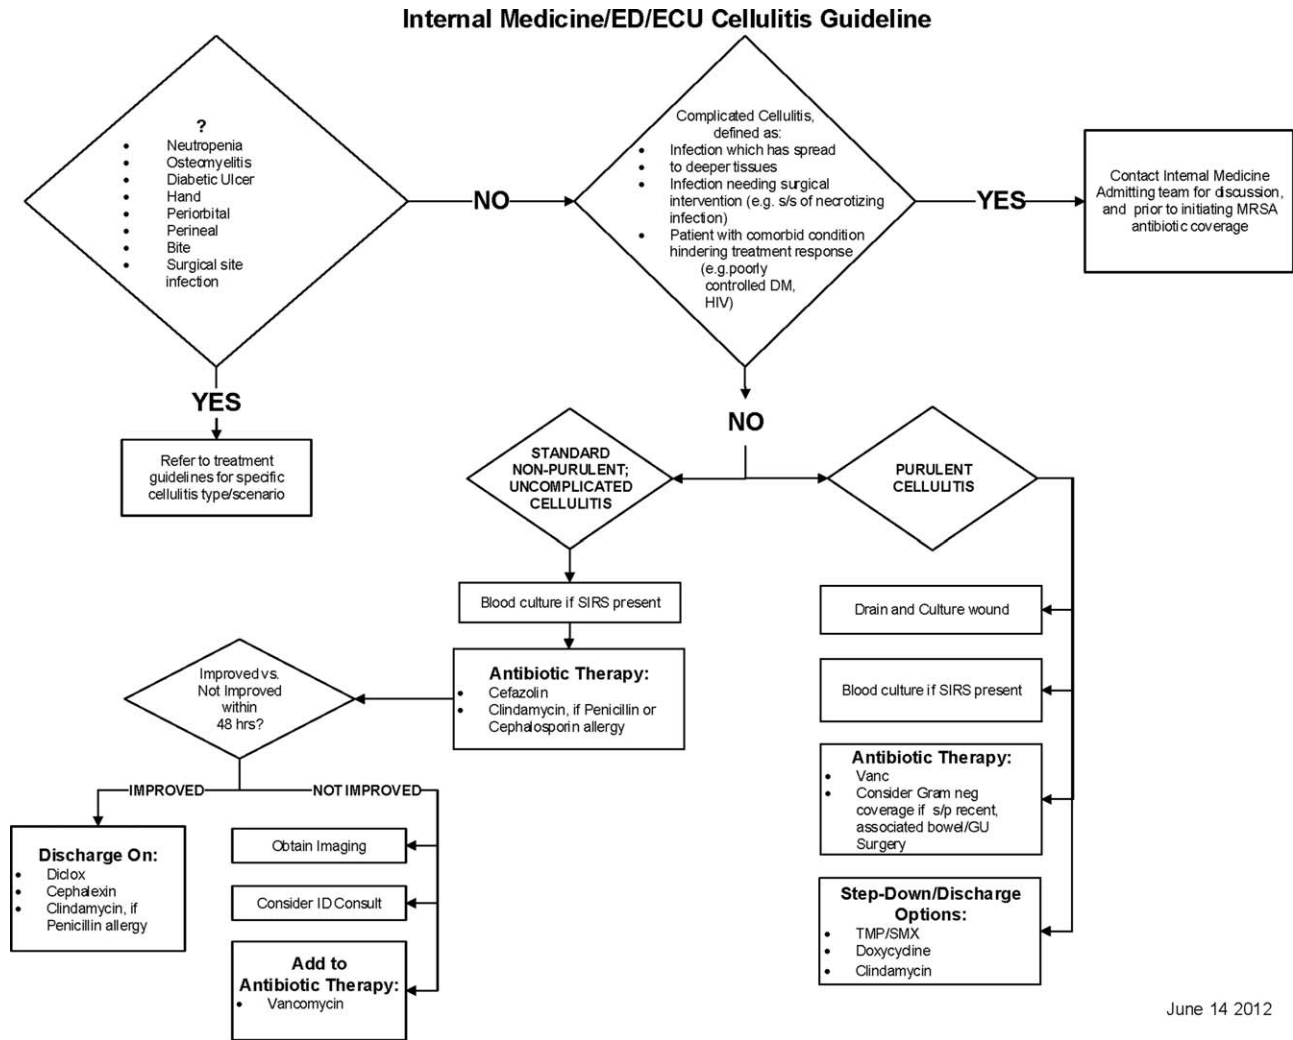 Internal Medicine/ED/ECU Cellulitis Guideline
?
• Neutropenia
• Osteomyelitis
• Diabetic Ulcer
• Hand
• Periorbital
• Perineal
• Bite
• Surgical site
infection
NO
Complicated Cellulitis,
defined as:
• Infection which has spread
• to deeper tissues
• Infection needing surgical
intervention (e.g. s/s of necrotizing
infection)
• Patient with comorbid condition
hindering treatment response
(e.g.poorly
controlled DM,
HIV)
YES
Contact Internal Medicine
Admitting team for discussion,
and prior to initiating MRSA
antibiotic coverage
YES
Refer to treatment
guidelines for specific
cellulitis type/scenario
NO
STANDARD
NON-PURULENT;
UNCOMPLICATED
CELLULITIS
PURULENT
CELLULITIS
Blood culture if SIRS present
Antibiotic Therapy:
• Cefazolin
• Clindamycin, if Penicillin or
Cephalosporin allergy
Improved vs.
Not Improved
within
48 hrs?
IMPROVED
NOT IMPROVED
Discharge On:
• Diclox
• Cephalexin
• Clindamycin, if
Penicillin allergy
Obtain Imaging
Consider ID Consult
Add to
Antibiotic Therapy:
• Vancomycin
Drain and Culture wound
Blood culture if SIRS present
Antibiotic Therapy:
• Vanc
• Consider Gram neg
coverage if s/p recent,
associated bowel/GU
Surgery
Step-Down/Discharge
Options:
• TMP/SMX
• Doxycycline
• Clindamycin
June 14 2012